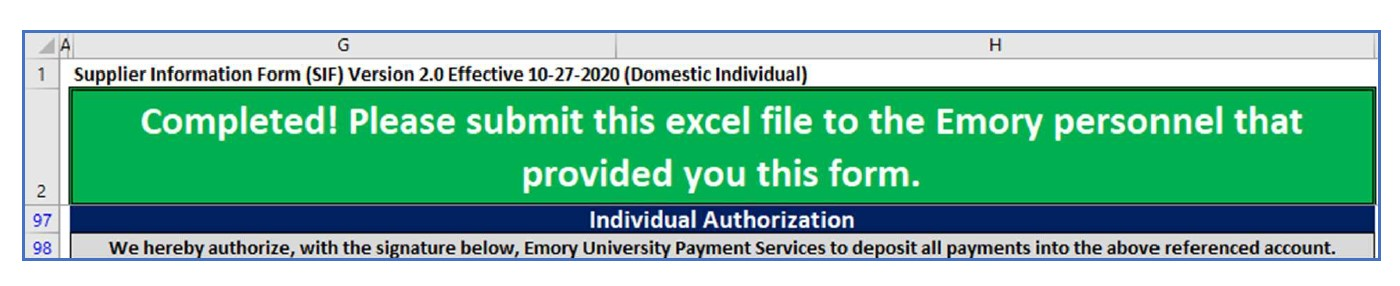 A G H
1 Supplier Information Form (SIF) Version 2.0 Effective 10-27-2020 (Domestic Individual)
Completed! Please submit this excel file to the Emory personnel that
2 provided you this form.
97 Individual Authorization
98 We hereby authorize, with the signature below, Emory University Payment Services to deposit all payments into the above referenced account.